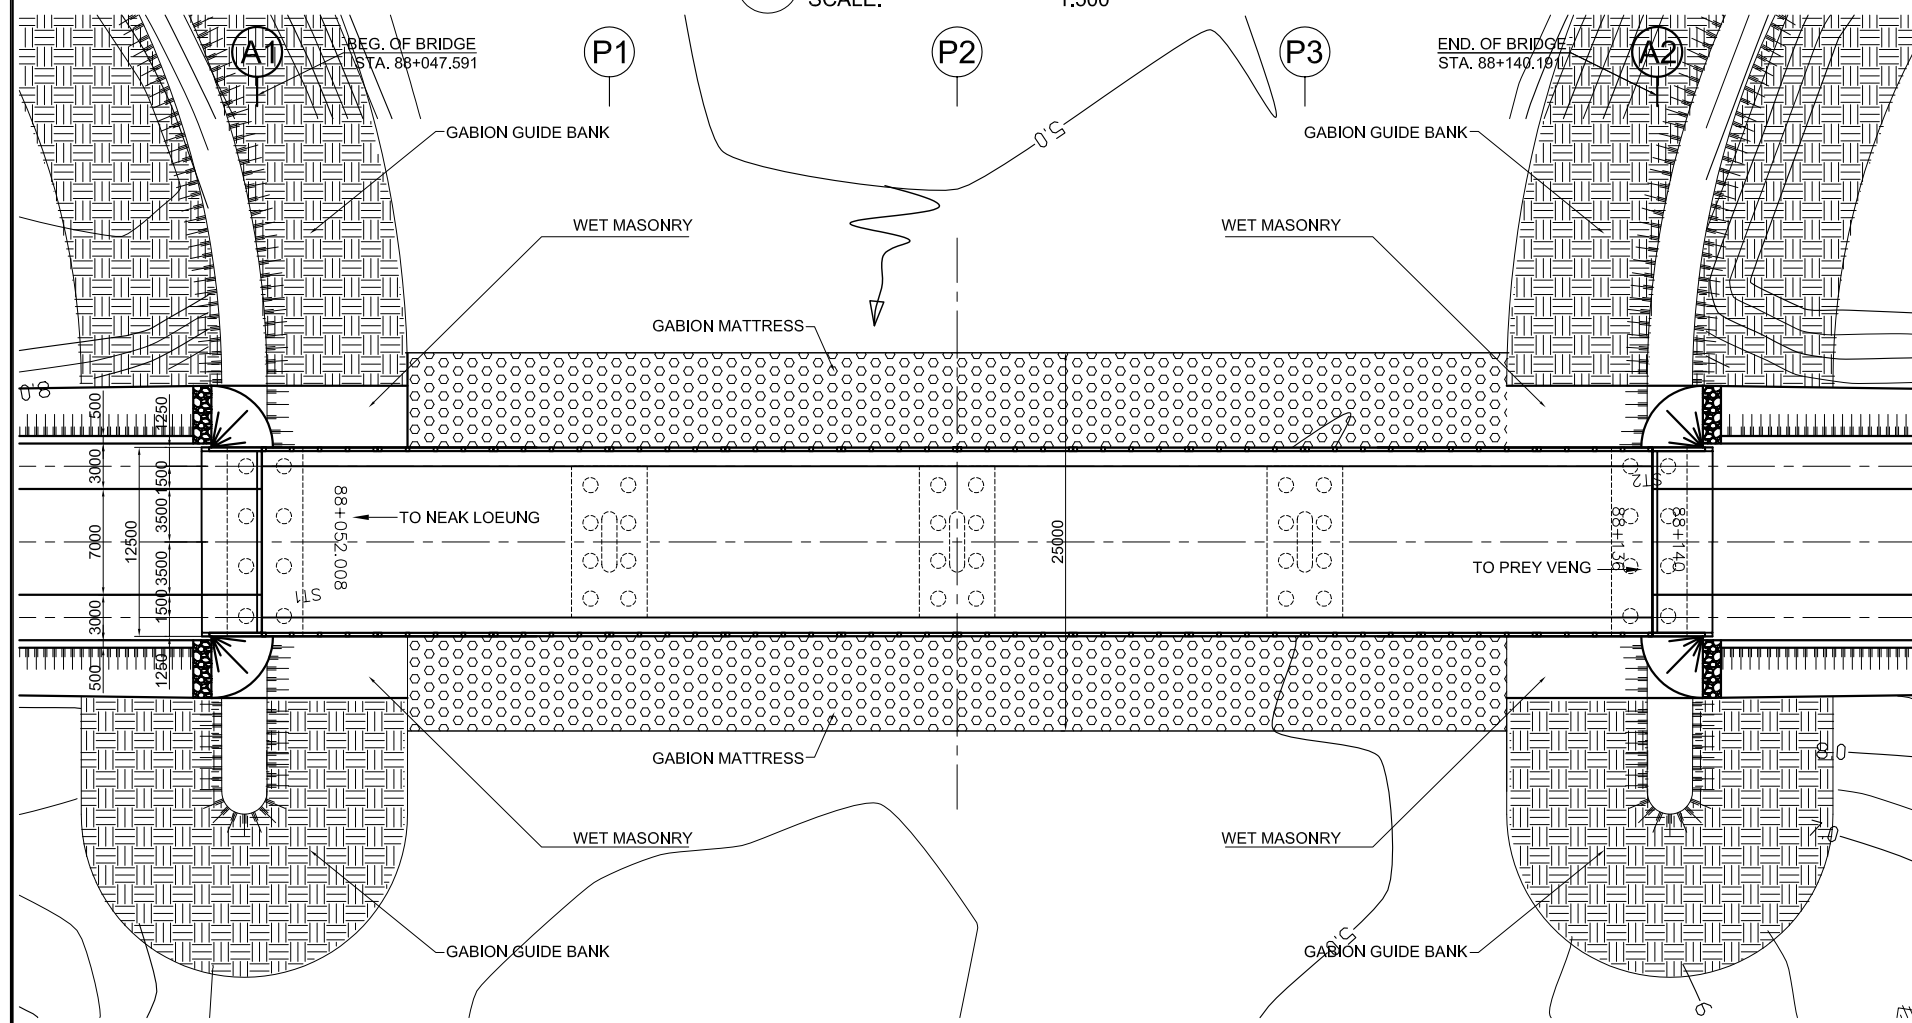 SCALE:
1:500
A1
BEG. OF BRIDGE
STA. 88+047.591
P1
P2
P3
END. OF BRIDGE
STA. 88+140.191
A2
GABION GUIDE BANK
5.0
GABION GUIDE BANK
WET MASONRY
WET MASONRY
GABION MATTRESS
8.0
500
1250
3000
1500
3500
7000
12500
3500
1500
3000
500
1250
88+052.008
TO NEAK LOEUNG
ST1
25000
ST2
88+136
88+140
TO PREY VENG
GABION MATTRESS
8.0
WET MASONRY
WET MASONRY
7.0
GABION GUIDE BANK
5.0
GABION GUIDE BANK